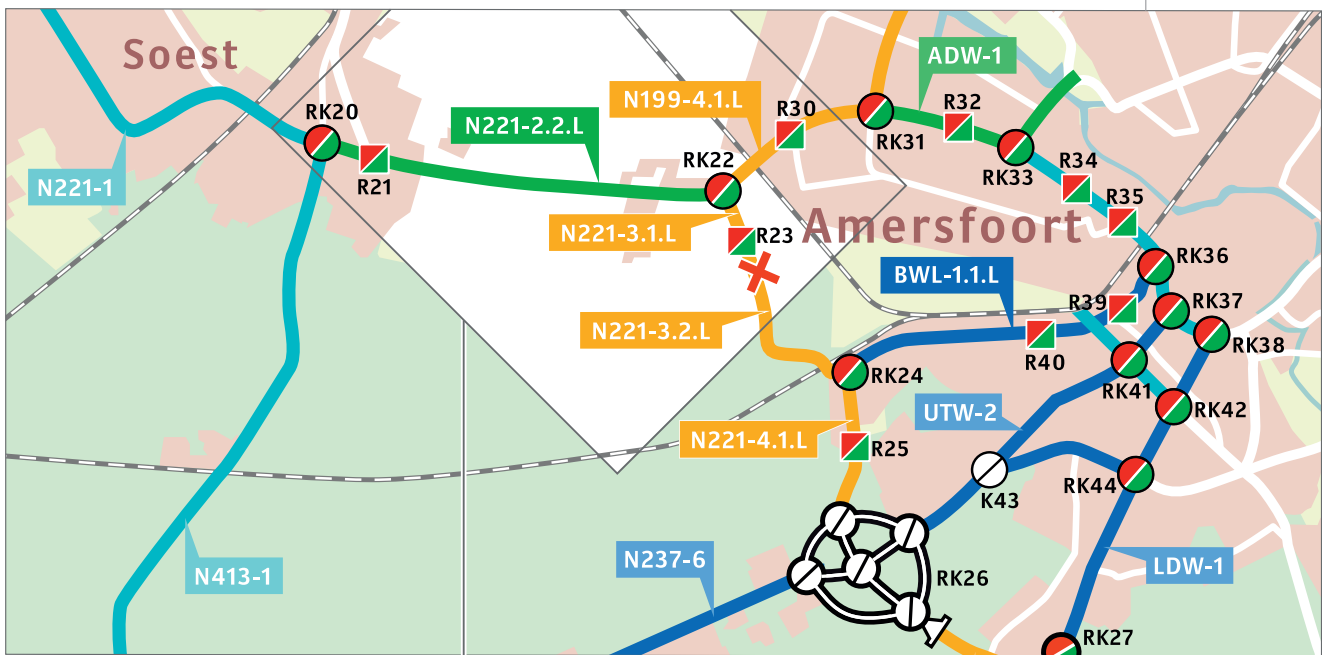 Soest
ADW-1
N199-4.1.L
R30
R32
RK20
N221-2.2.L
RK31
RK22
RK33
R34
N221-1
R21
R35
N221-3.1.L
R23
Amersfoort
RK36
BWL-1.1.L
R39
RK37
N221-3.2.L
RK38
R40
RK24
RK41
RK42
UTW-2
N221-4.1.L
R25
K43
RK44
N237-6
N413-1
RK26
LDW-1
RK27